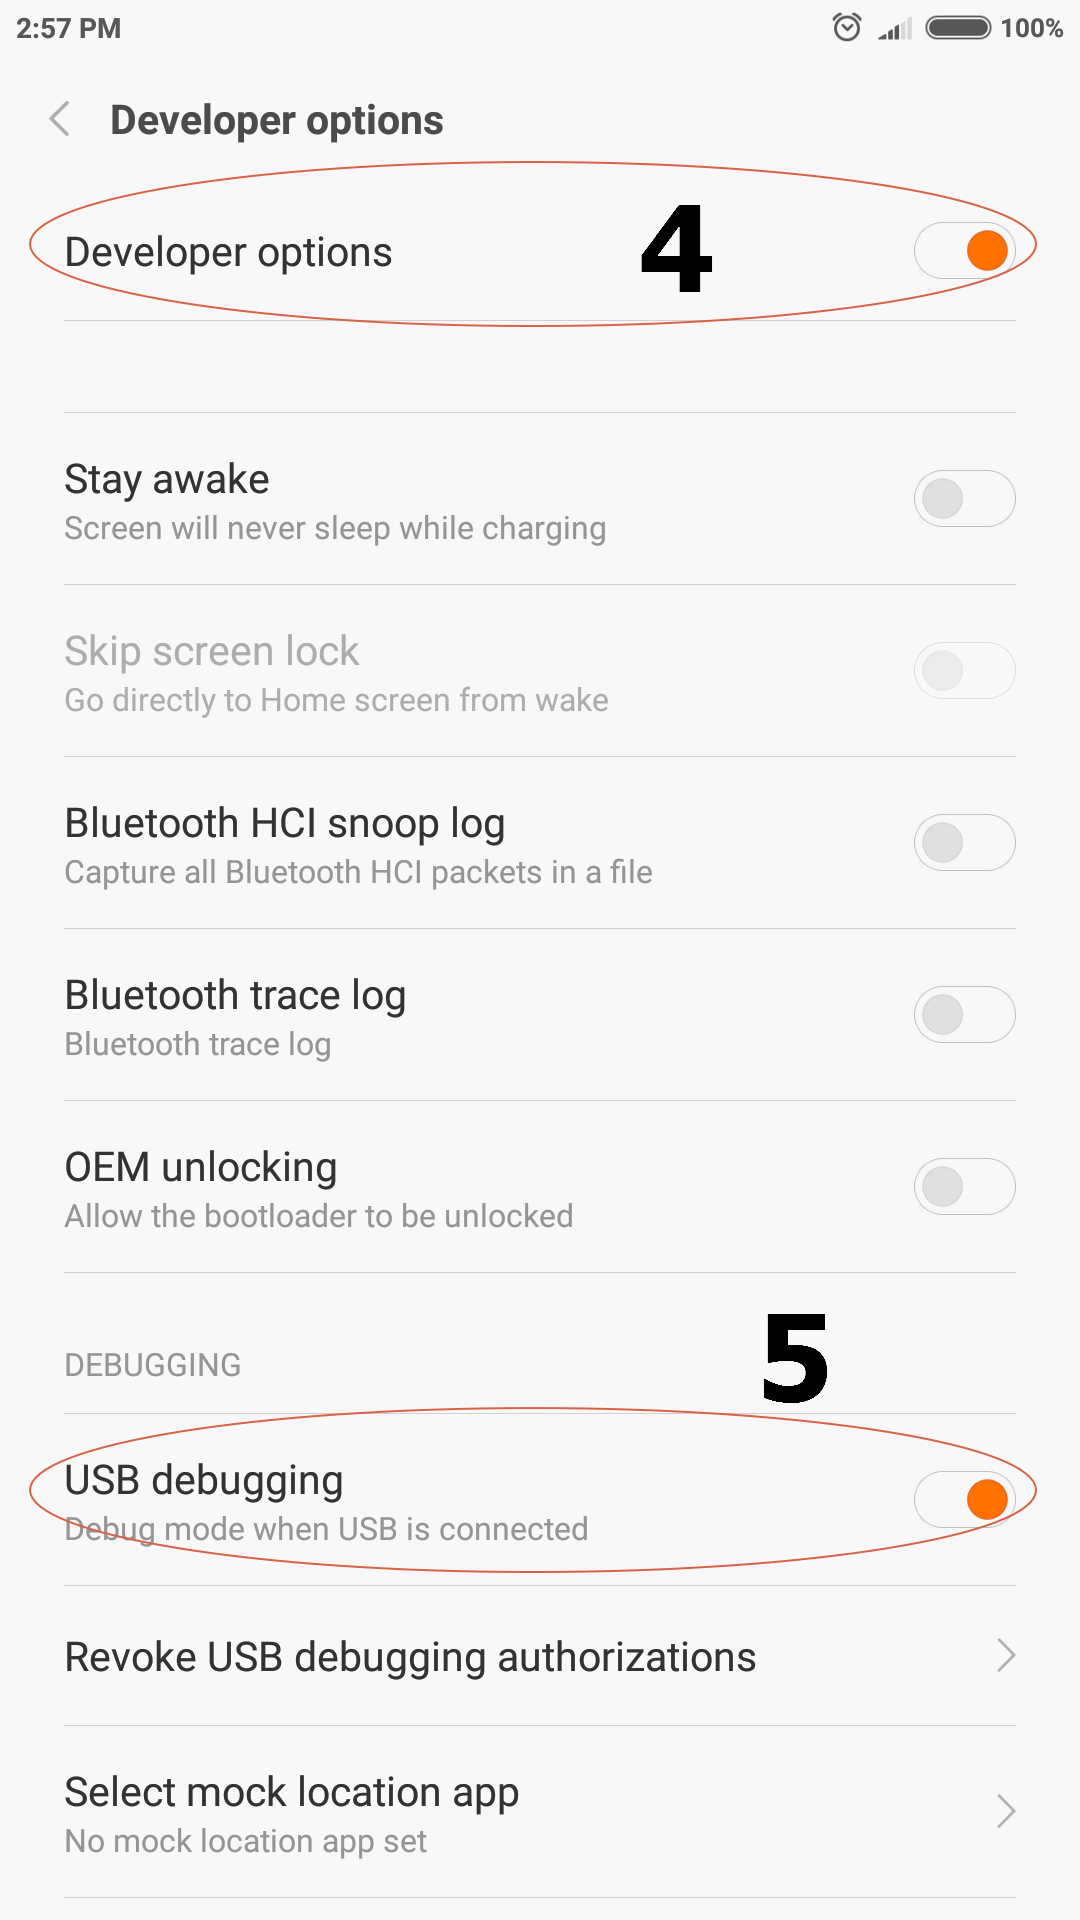 2:57 PM 100%
Developer options
Developer options 4
Stay awake
Screen will never sleep while charging
Skip screen lock
Go directly to Home screen from wake
Bluetooth HCI snoop log
Capture all Bluetooth HCI packets in a file
Bluetooth trace log
Bluetooth trace log
OEM unlocking
Allow the bootloader to be unlocked
DEBUGGING 5
USB debugging
Debug mode when USB is connected
Revoke USB debugging authorizations
Select mock location app
No mock location app set